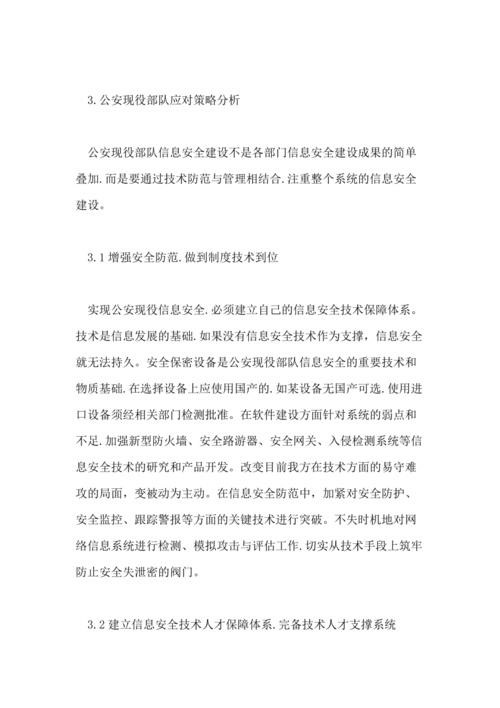 3.公安现役部队应对策略分析
公安现役部队信息安全建设不是各部门信息安全建设成果的简单
叠加.而是要通过技术防范与管理相结合.注重整个系统的信息安全
建设。
3.1增强安全防范.做到制度技术到位
实现公安现役信息安全.必须建立自己的信息安全技术保障体系。
技术是信息发展的基础.如果没有信息安全技术作为支撑，信息安全
就无法持久。安全保密设备是公安现役部队信息安全的重要技术和
物质基础.在选择设备上应使用国产的.如某设备无国产可选.使用进
口设备须经相关部门检测批准。在软件建设方面针对系统的弱点和
不足.加强新型防火墙、安全路游器、安全网关、入侵检测系统等信
息安全技术的研究和产品开发。改变目前我方在技术方面的易守难
攻的局面，变被动为主动。在信息安全防范中，加紧对安全防护、
安全监控、跟踪警报等方面的关键技术进行突破。不失时机地对网
络信息系统进行检测、模拟攻击与评估工作.切实从技术手段上筑牢
防止安全失泄密的阀门。
3.2建立信息安全技术人才保障体系.完备技术人才支撑系统